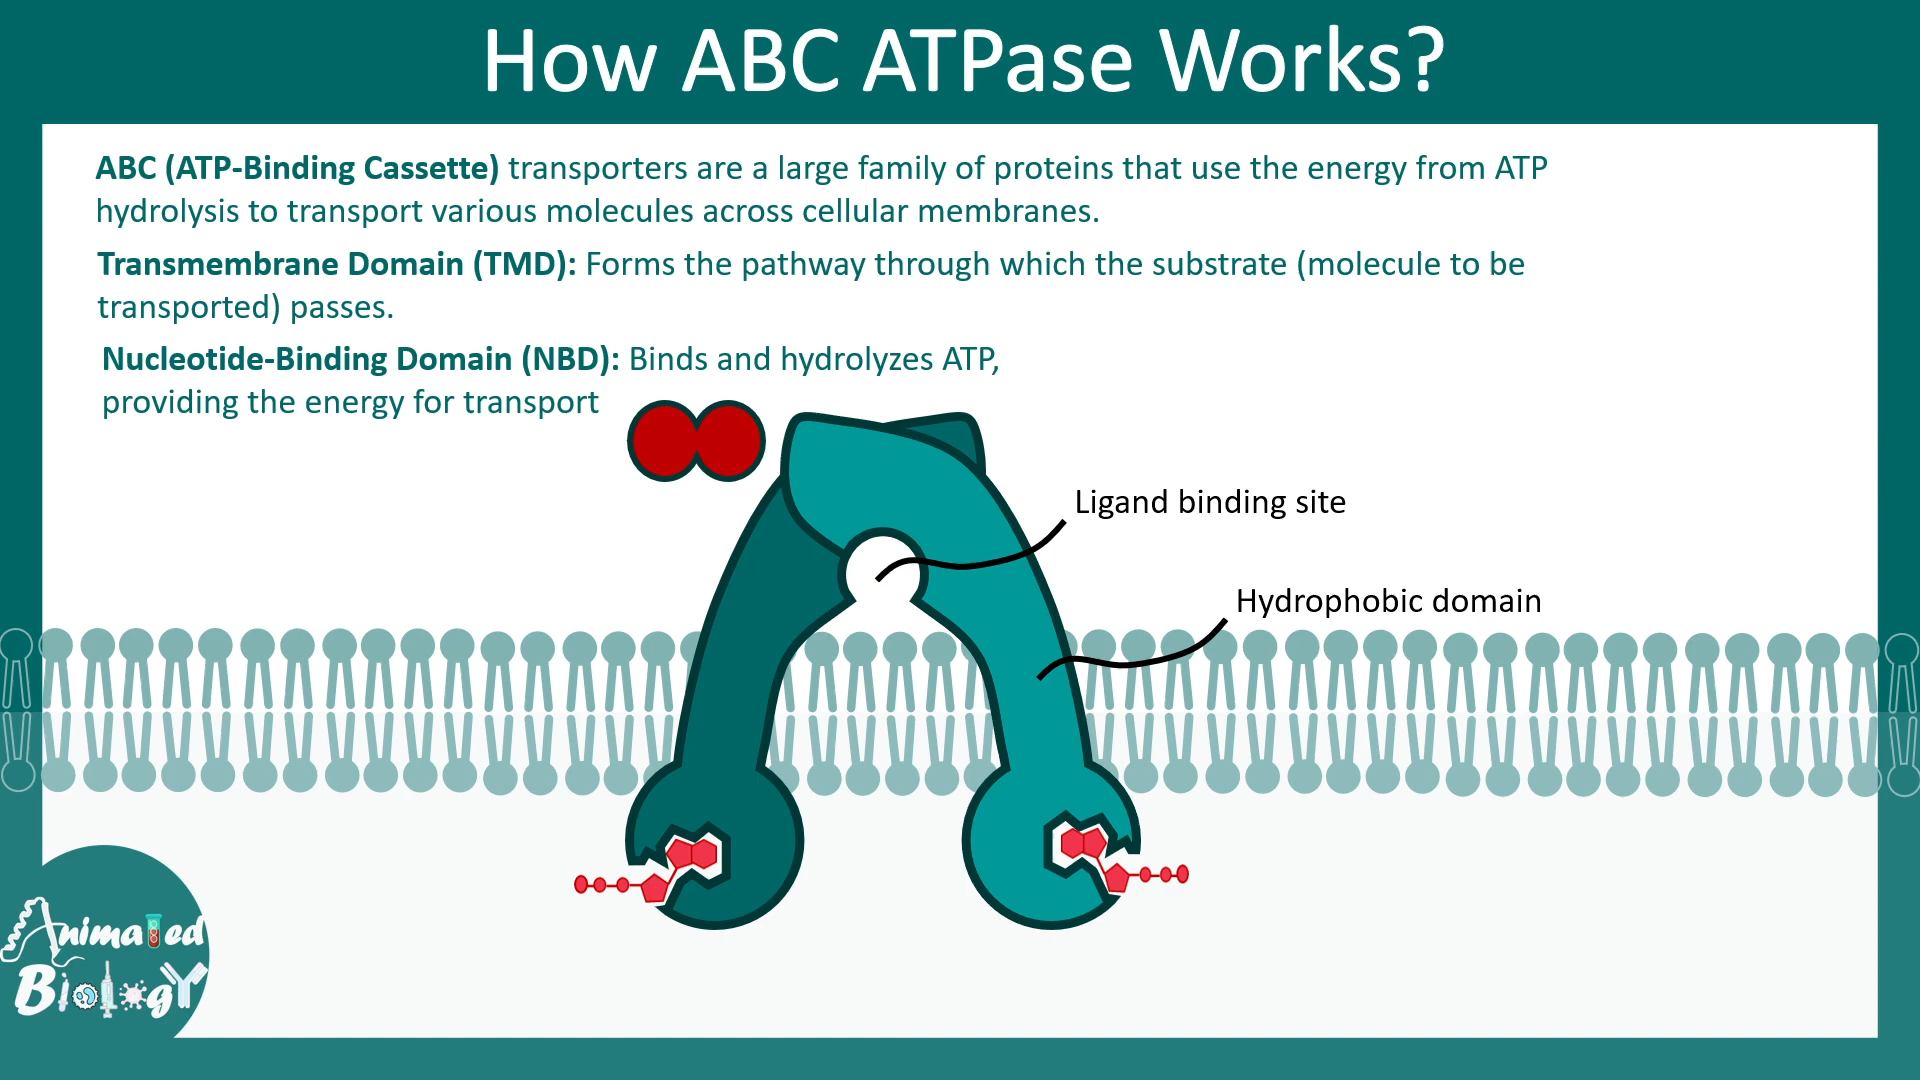 How ABC ATPase Works?
ABC (ATP-Binding Cassette) transporters are a large family of proteins that use the energy from ATP
hydrolysis to transport various molecules across cellular membranes.
Transmembrane Domain (TMD): Forms the pathway through which the substrate (molecule to be
transported) passes.
Nucleotide-Binding Domain (NBD): Binds and hydrolyzes ATP,
providing the energy for transport
Ligand binding site
Hydrophobic domain
Animated
Biology